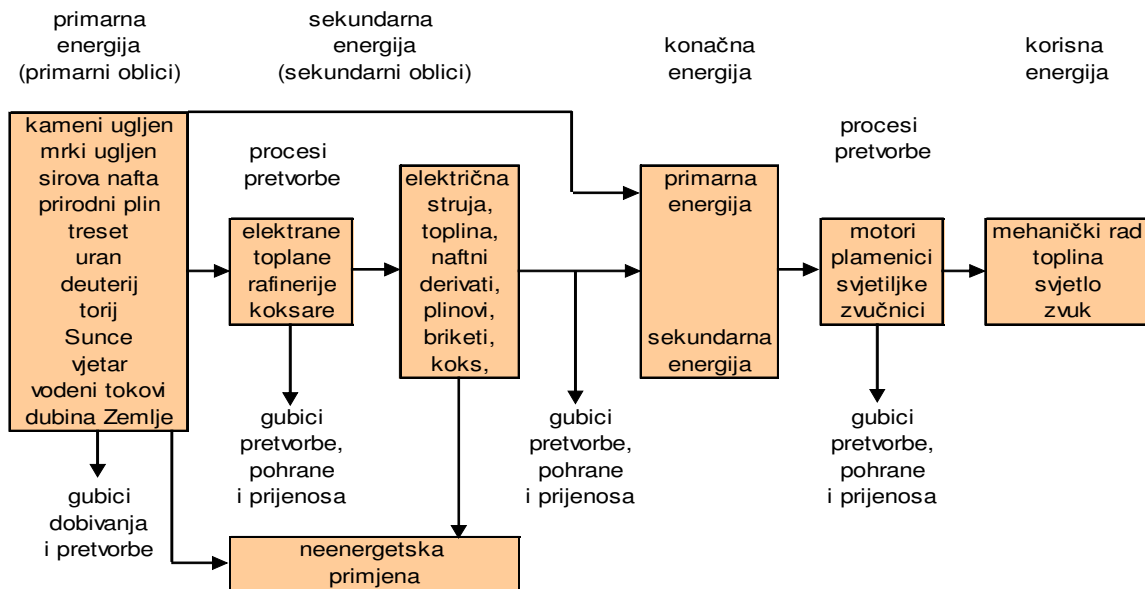 primarna
energija
(primarni oblici)
sekundarna
energija
(sekundarni oblici)
konačna
energija
korisna
energija
kameni ugljen
mrki ugljen
sirova nafta
prirodni plin
treset
uran
deuterij
torij
Sunce
vjetar
vodeni tokovi
dubina Zemlje
procesi
pretvorbe
elektrane
toplane
rafinerije
koksare
električna
struja,
toplina,
naftni
derivati,
plinovi,
briketi,
koks,
primarna
energija
sekundarna
energija
procesi
pretvorbe
motori
plamenici
svjetiljke
zvučnici
mehanički rad
toplina
svjetlo
zvuk
gubici
dobivanja
i pretvorbe
gubici
pretvorbe,
pohrane
i prijenosa
gubici
pretvorbe,
pohrane
i prijenosa
gubici
pretvorbe,
pohrane
i prijenosa
neenergetska
primjena